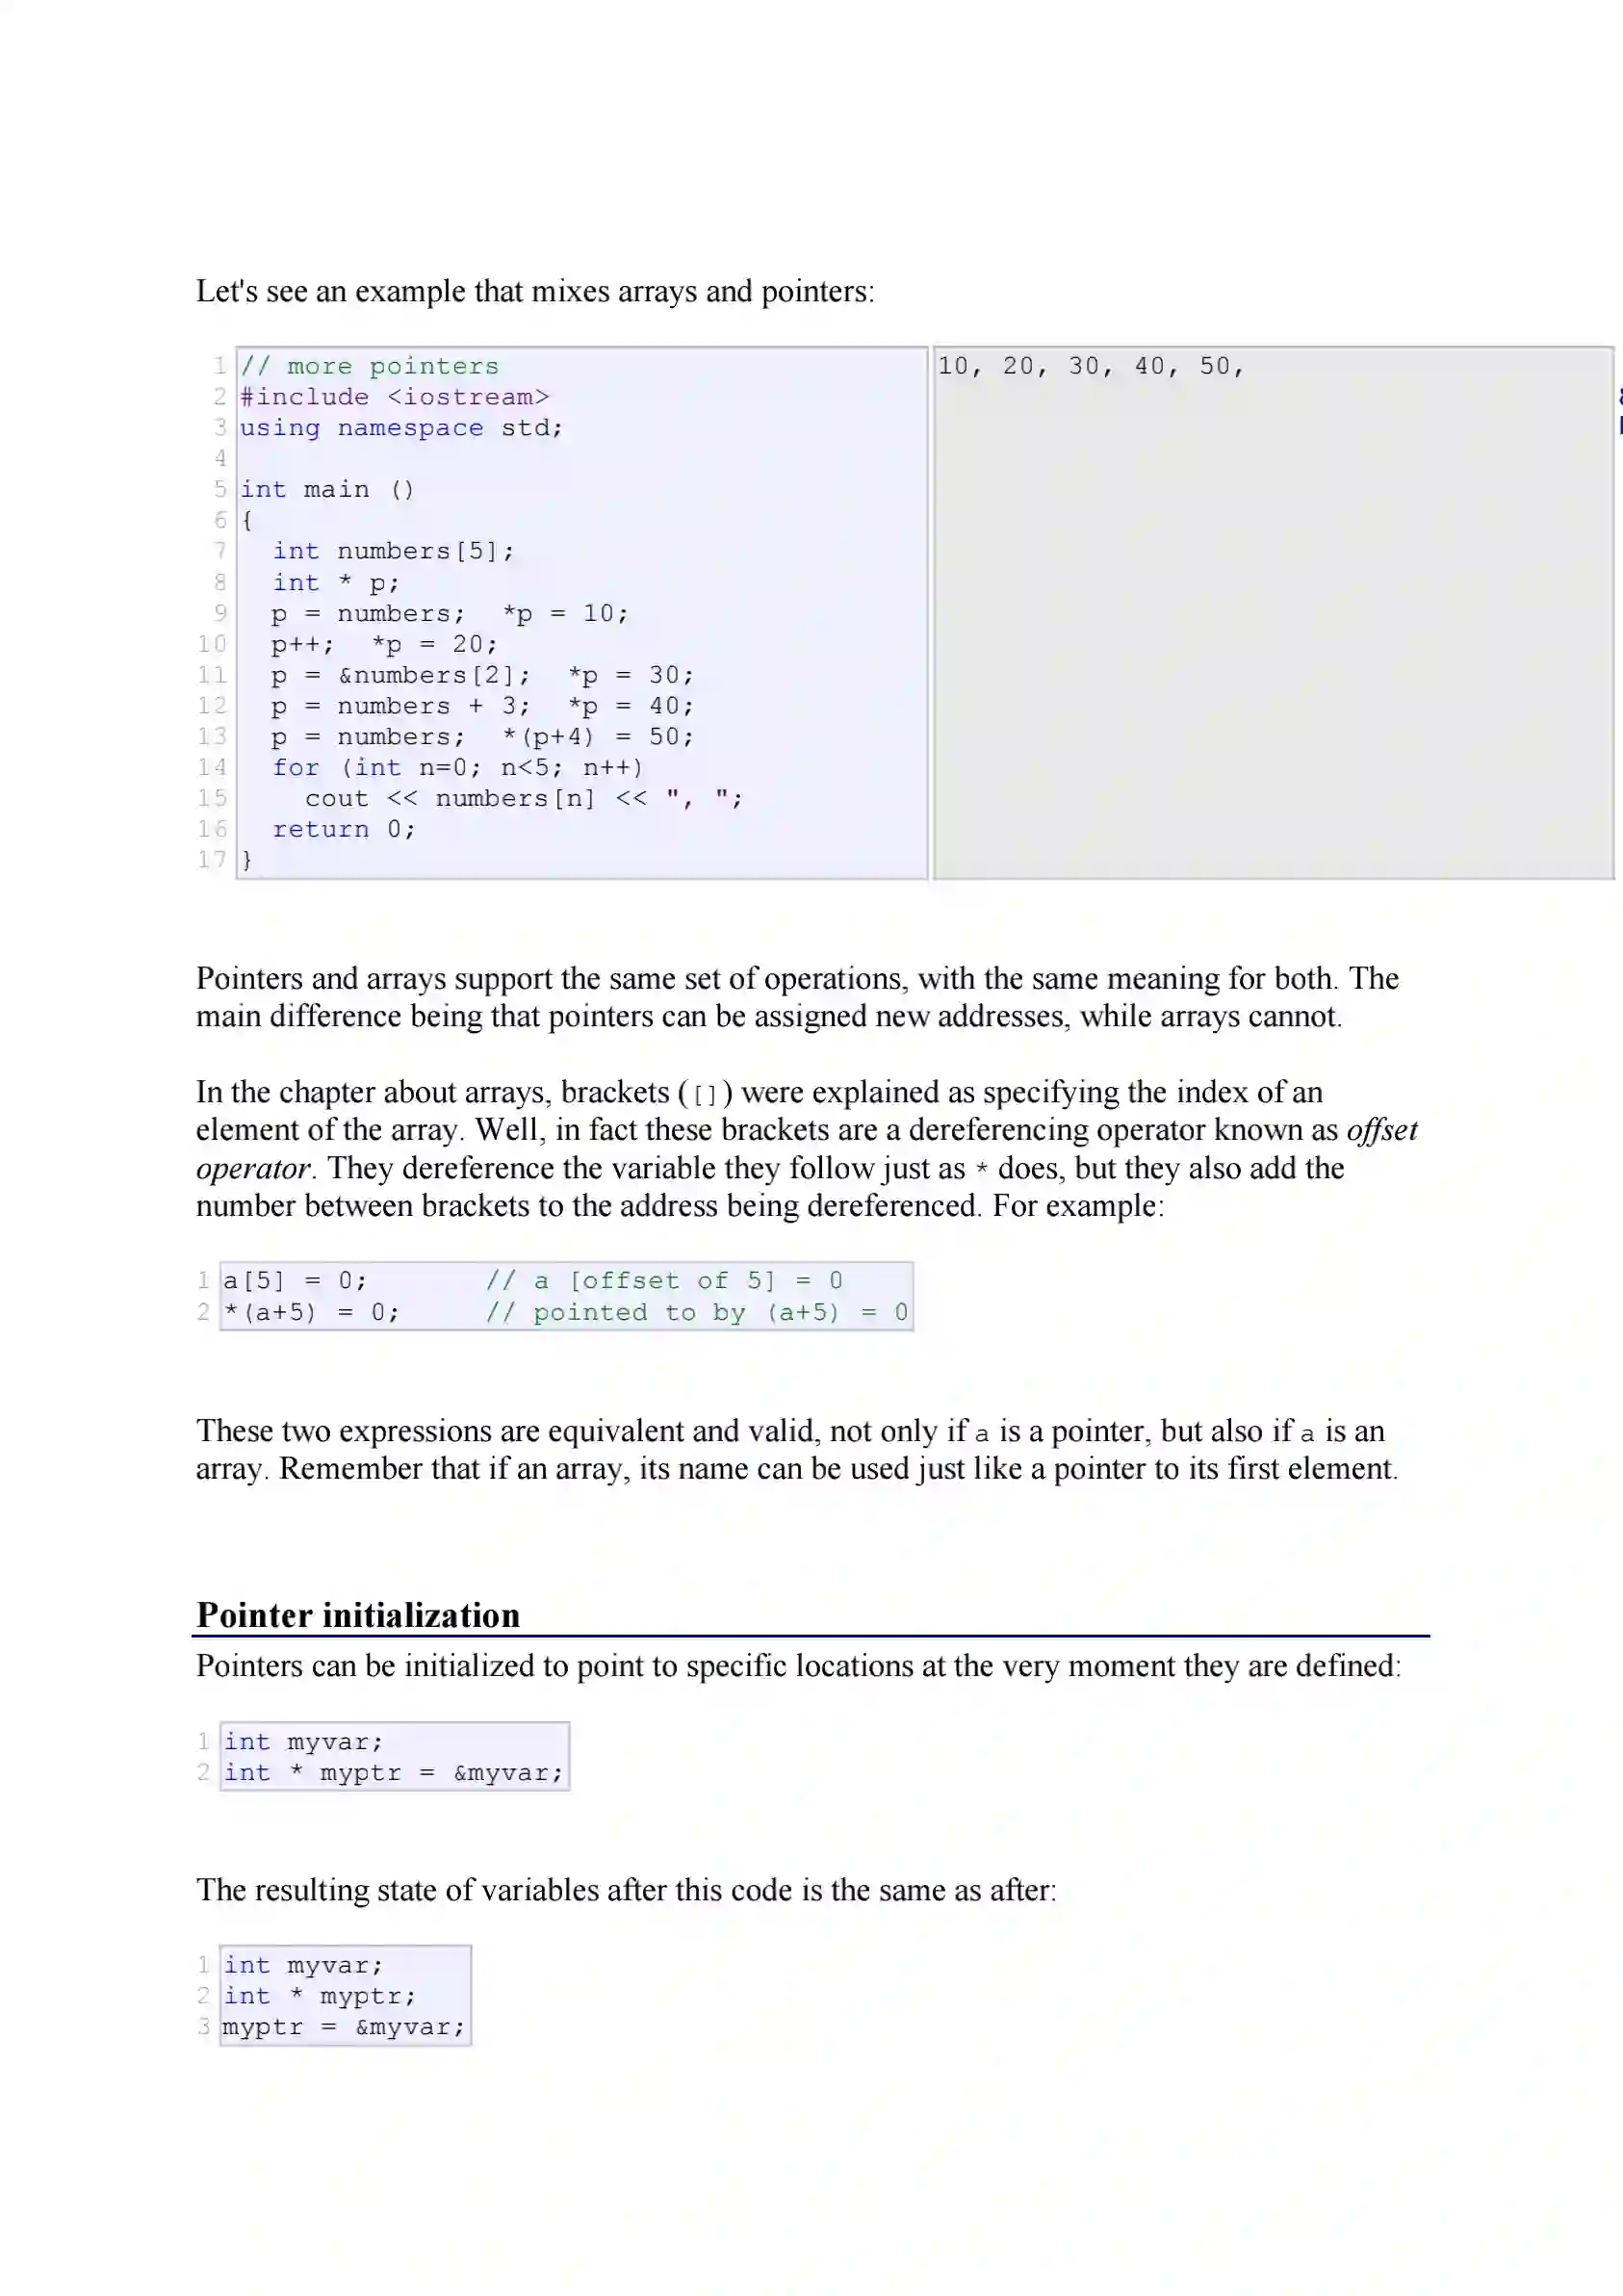 Let's see an example that mixes arrays and pointers:
1 // more pointers
2 #include <iostream>
3 using namespace std;
4
5 int main ()
6 {
7   int numbers[5];
8   int * p;
9   p = numbers;  *p = 10;
10   p++;  *p = 20;
11   p = &numbers[2];  *p = 30;
12   p = numbers + 3;  *p = 40;
13   p = numbers;  *(p+4) = 50;
14   for (int n=0; n<5; n++)
15     cout << numbers[n] << ", ";
16   return 0;
17 }
10, 20, 30, 40, 50,
Pointers and arrays support the same set of operations, with the same meaning for both. The
main difference being that pointers can be assigned new addresses, while arrays cannot.
In the chapter about arrays, brackets ([]) were explained as specifying the index of an
element of the array. Well, in fact these brackets are a dereferencing operator known as offset
operator. They dereference the variable they follow just as * does, but they also add the
number between brackets to the address being dereferenced. For example:
1 a[5] = 0;       // a [offset of 5] = 0
2 *(a+5) = 0;     // pointed to by (a+5) = 0
These two expressions are equivalent and valid, not only if a is a pointer, but also if a is an
array. Remember that if an array, its name can be used just like a pointer to its first element.
Pointer initialization
Pointers can be initialized to point to specific locations at the very moment they are defined:
1 int myvar;
2 int * myptr = &myvar;
The resulting state of variables after this code is the same as after:
1 int myvar;
2 int * myptr;
3 myptr = &myvar;